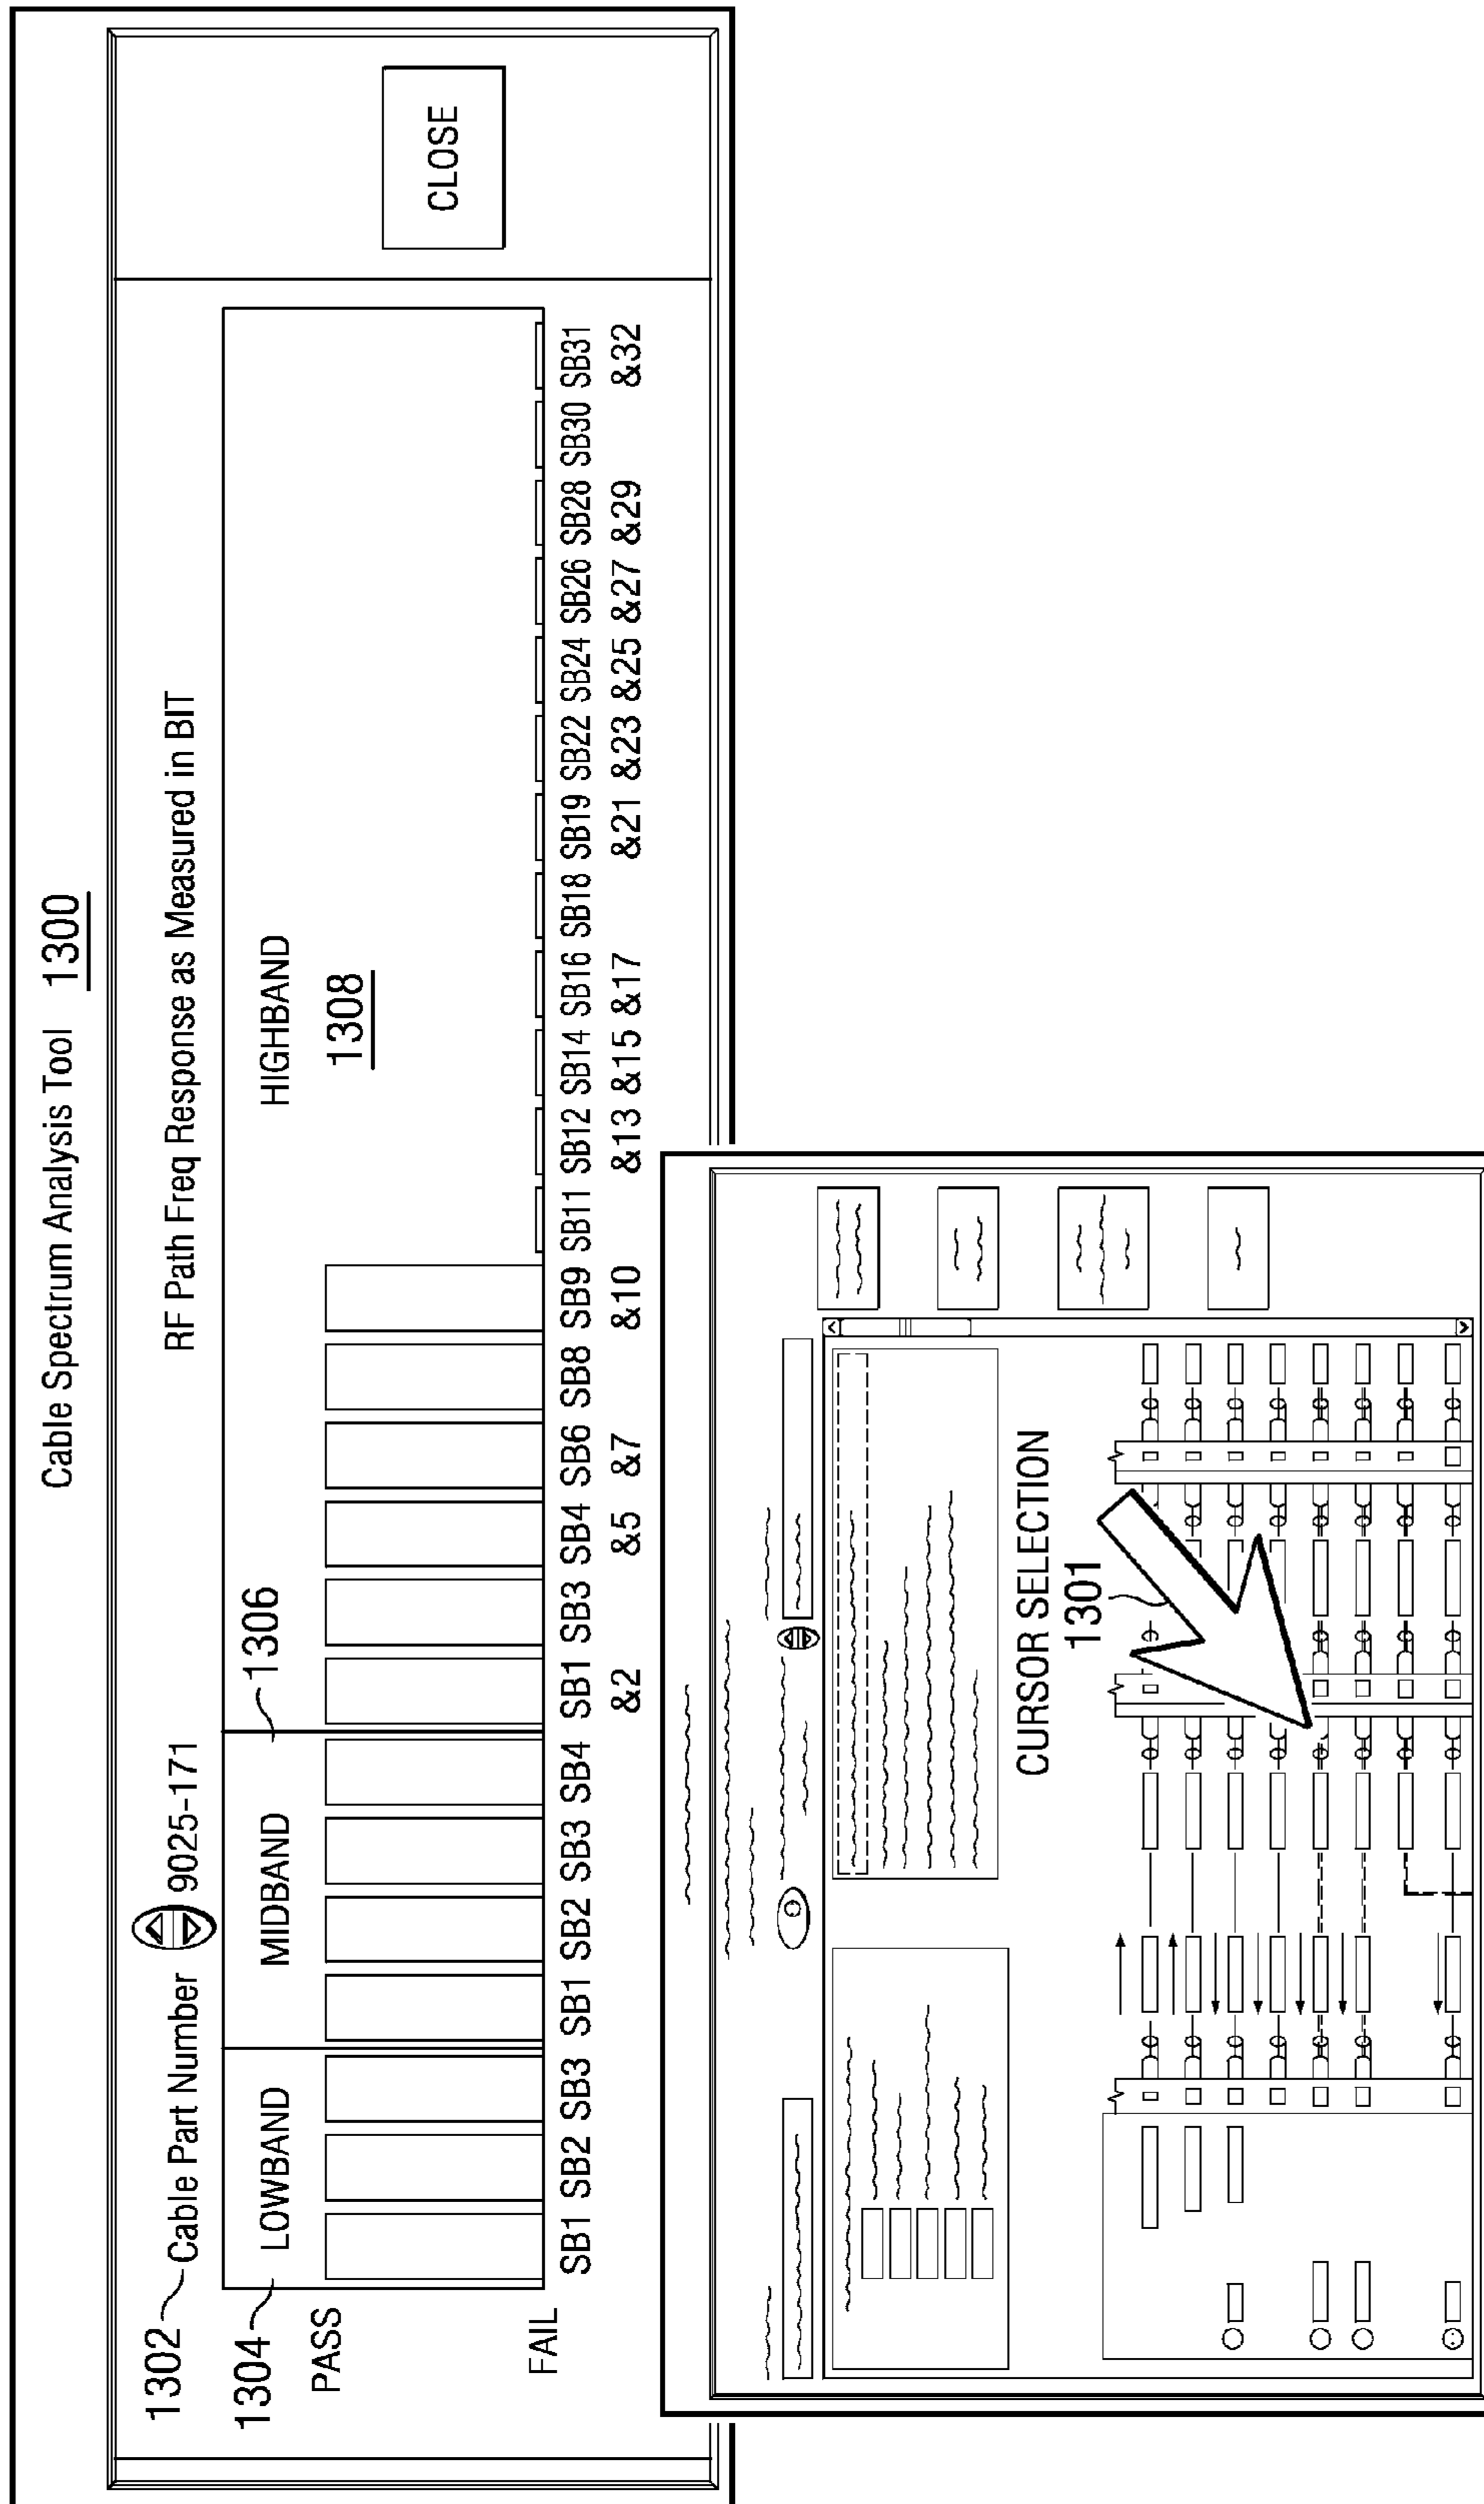 Cable Spectrum Analysis Tool 1300
RF Path Freq Response as Measured in BIT
1302 Cable Part Number 9025-171
1304 LOWBAND MIDBAND 1306 HIGHBAND
1308
PASS
FAIL
CLOSE
SB1 SB2 SB3 SB1 SB2 SB3 SB4 SB1 SB3 SB4 SB6 SB8 SB9 SB11 SB12 SB14 SB16 SB18 SB19 SB22 SB24 SB26 SB28 SB30 SB31
&2 &5 &7 &10 &13 &15 &17 &21 &23 &25 &27 &29 &32
CURSOR SELECTION
1301